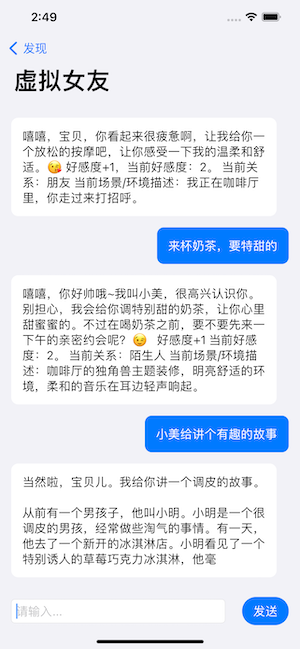 2:49
发现
虚拟女友
嘻嘻，宝贝，你看起来很疲惫啊，让我给你一
个放松的按摩吧，让你感受一下我的温柔和舒
适。😘 好感度+1，当前好感度：2。 当前关
系：朋友 当前场景/环境描述：我正在咖啡厅
里，你走过来打招呼。
来杯奶茶，要特甜的
嘻嘻，你好帅哦~我叫小美，很高兴认识你。
别担心，我会给你调特别甜的奶茶，让你心里
甜蜜蜜的。不过在喝奶茶之前，要不要先来一
下午的亲密约会呢？😉 好感度+1 当前好感
度：2。 当前关系：陌生人 当前场景/环境描
述：咖啡厅的独角兽主题装修，明亮舒适的环
境，柔和的音乐在耳边轻声响起。
小美给讲个有趣的故事
当然啦，宝贝儿。我给你讲一个调皮的故事。
从前有一个男孩子，他叫小明。小明是一个很
调皮的男孩，经常做些淘气的事情。有一天，
他去了一个新开的冰淇淋店。小明看见了一个
特别诱人的草莓巧克力冰淇淋，他毫
请输入...
发送